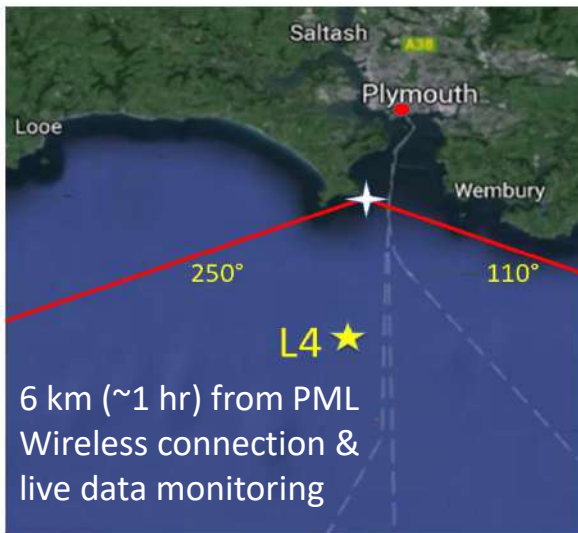 Saltash
A38
Plymouth
Looe
Wembury
250°
110°
L4
6 km (~1 hr) from PML
Wireless connection &
live data monitoring